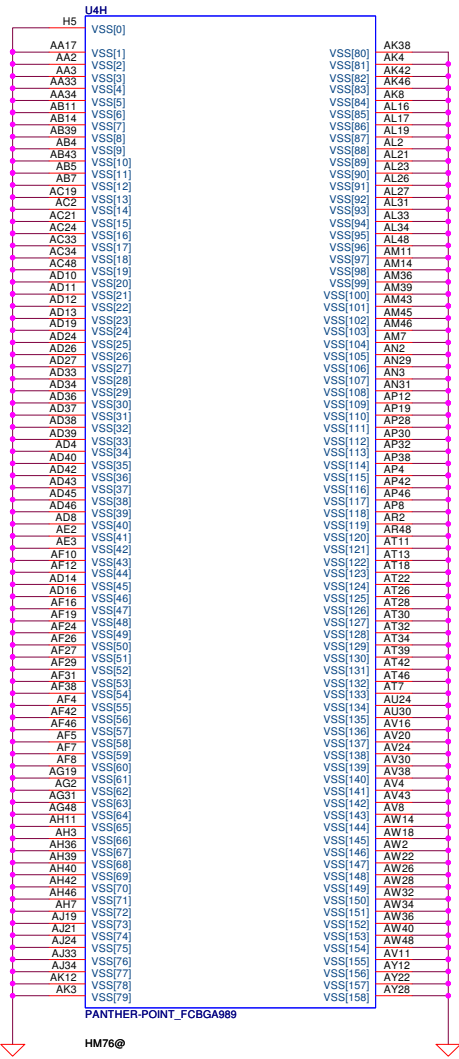 U4H
H5 VSS[0]
AA17 VSS[1]
AA2 VSS[2]
AA3 VSS[3]
AA33 VSS[4]
AA34 VSS[5]
AB11 VSS[6]
AB14 VSS[7]
AB39 VSS[8]
AB4 VSS[9]
AB43 VSS[10]
AB5 VSS[11]
AB7 VSS[12]
AC19 VSS[13]
AC2 VSS[14]
AC21 VSS[15]
AC24 VSS[16]
AC33 VSS[17]
AC34 VSS[18]
AC48 VSS[19]
AD10 VSS[20]
AD11 VSS[21]
AD12 VSS[22]
AD13 VSS[23]
AD19 VSS[24]
AD24 VSS[25]
AD26 VSS[26]
AD27 VSS[27]
AD33 VSS[28]
AD34 VSS[29]
AD36 VSS[30]
AD37 VSS[31]
AD38 VSS[32]
AD39 VSS[33]
AD4 VSS[34]
AD40 VSS[35]
AD42 VSS[36]
AD43 VSS[37]
AD45 VSS[38]
AD46 VSS[39]
AD8 VSS[40]
AE2 VSS[41]
AE3 VSS[42]
AF10 VSS[43]
AF12 VSS[44]
AD14 VSS[45]
AD16 VSS[46]
AF16 VSS[47]
AF19 VSS[48]
AF24 VSS[49]
AF26 VSS[50]
AF27 VSS[51]
AF29 VSS[52]
AF31 VSS[53]
AF38 VSS[54]
AF4 VSS[55]
AF42 VSS[56]
AF46 VSS[57]
AF5 VSS[58]
AF7 VSS[59]
AF8 VSS[60]
AG19 VSS[61]
AG2 VSS[62]
AG31 VSS[63]
AG48 VSS[64]
AH11 VSS[65]
AH3 VSS[66]
AH36 VSS[67]
AH39 VSS[68]
AH40 VSS[69]
AH42 VSS[70]
AH46 VSS[71]
AH7 VSS[72]
AJ19 VSS[73]
AJ21 VSS[74]
AJ24 VSS[75]
AJ33 VSS[76]
AJ34 VSS[77]
AK12 VSS[78]
AK3 VSS[79]
VSS[80] AK38
VSS[81] AK4
VSS[82] AK42
VSS[83] AK46
VSS[84] AK8
VSS[85] AL16
VSS[86] AL17
VSS[87] AL19
VSS[88] AL2
VSS[89] AL21
VSS[90] AL23
VSS[91] AL26
VSS[92] AL27
VSS[93] AL31
VSS[94] AL33
VSS[95] AL34
VSS[96] AL48
VSS[97] AM11
VSS[98] AM14
VSS[99] AM36
VSS[100] AM39
VSS[101] AM43
VSS[102] AM45
VSS[103] AM46
VSS[104] AM7
VSS[105] AN2
VSS[106] AN29
VSS[107] AN3
VSS[108] AN31
VSS[109] AP12
VSS[110] AP19
VSS[111] AP28
VSS[112] AP30
VSS[113] AP32
VSS[114] AP38
VSS[115] AP4
VSS[116] AP42
VSS[117] AP46
VSS[118] AP8
VSS[119] AR2
VSS[120] AR48
VSS[121] AT11
VSS[122] AT13
VSS[123] AT18
VSS[124] AT22
VSS[125] AT26
VSS[126] AT28
VSS[127] AT30
VSS[128] AT32
VSS[129] AT34
VSS[130] AT39
VSS[131] AT42
VSS[132] AT46
VSS[133] AT7
VSS[134] AU24
VSS[135] AU30
VSS[136] AV16
VSS[137] AV20
VSS[138] AV24
VSS[139] AV30
VSS[140] AV38
VSS[141] AV4
VSS[142] AV43
VSS[143] AV8
VSS[144] AW14
VSS[145] AW18
VSS[146] AW2
VSS[147] AW22
VSS[148] AW26
VSS[149] AW28
VSS[150] AW32
VSS[151] AW34
VSS[152] AW36
VSS[153] AW40
VSS[154] AW48
VSS[155] AV11
VSS[156] AY12
VSS[157] AY22
VSS[158] AY28
PANTHER-POINT_FCBGA989
HM76@